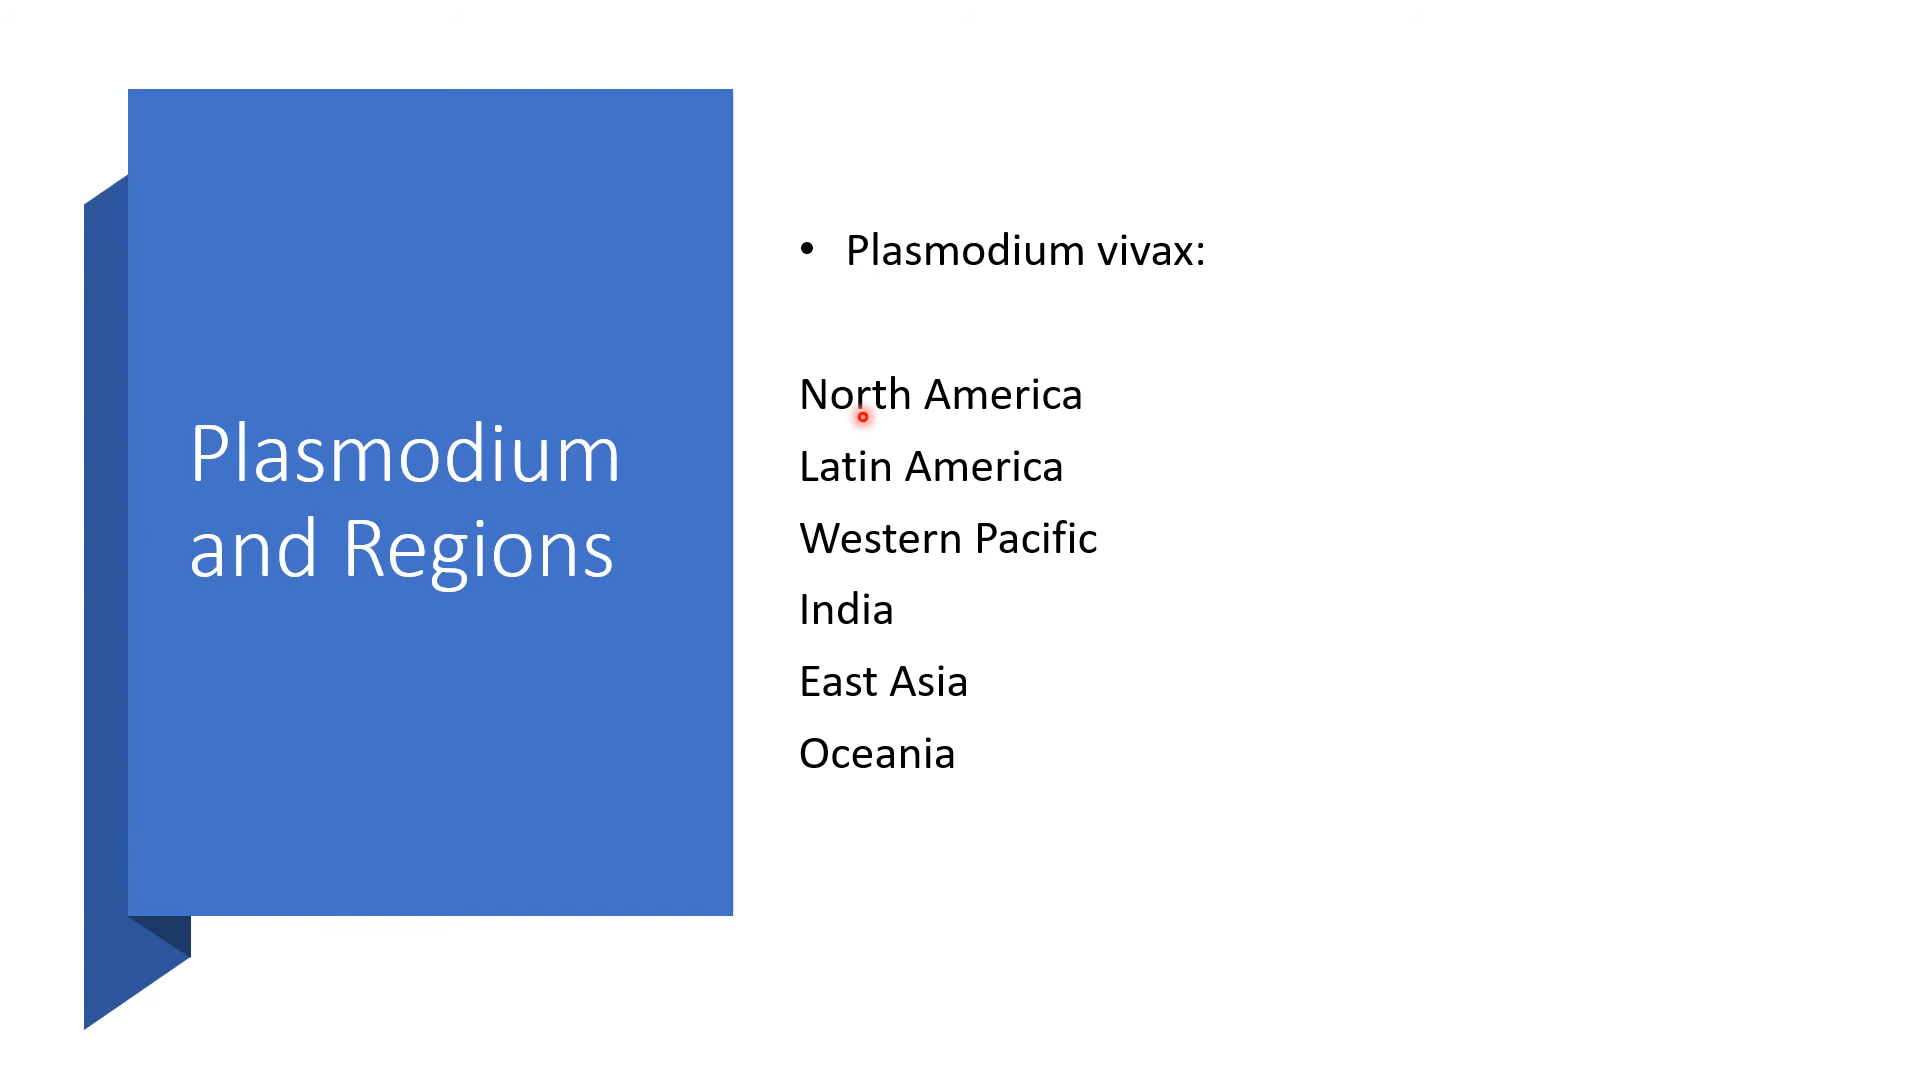 Plasmodium
and Regions
• Plasmodium vivax:
North America
Latin America
Western Pacific
India
East Asia
Oceania